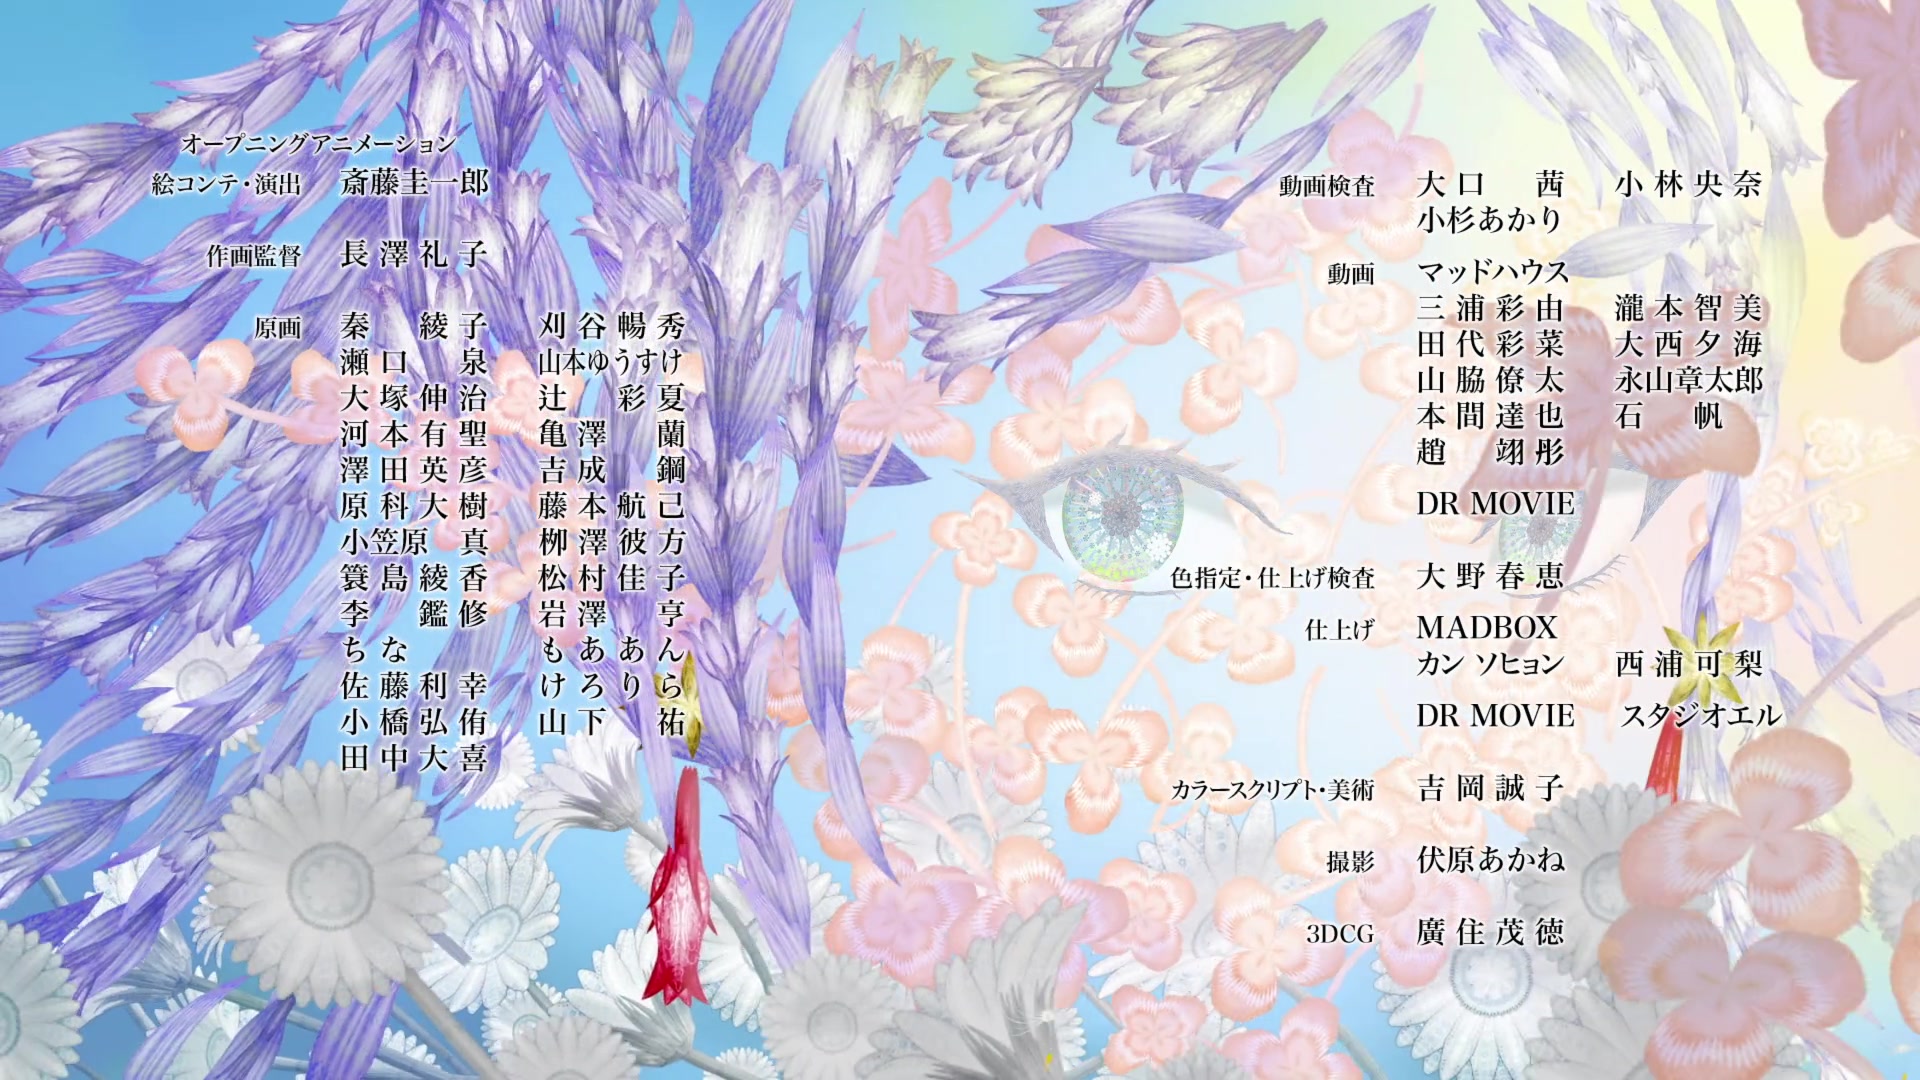 オープニングアニメーション
絵コンテ・演出 斎藤圭一郎
作画監督 長澤礼子
原画 秦 綾子 刈谷暢秀
瀬口 泉 山本ゆうすけ
大塚伸治 辻 彩夏
河本有聖 亀澤 蘭
澤田英彦 吉成 鋼
原科大樹 藤本航己
小笠原 真 栁澤彼方
簑島綾香 松村佳子
李 鑑修 岩澤 亨
ちな もああん
佐藤利幸 けろりら
小橋弘侑 山下 祐
田中大喜
動画検査 大口 茜 小林央奈
小杉あかり
動画 マッドハウス
三浦彩由 瀧本智美
田代彩菜 大西夕海
山脇僚太 永山章太郎
本間達也 石 帆
趙 翊彤
DR MOVIE
色指定・仕上げ検査 大野春恵
仕上げ MADBOX
カン ソヒョン 西浦可梨
DR MOVIE スタジオエル
カラースクリプト・美術 吉岡誠子
撮影 伏原あかね
3DCG 廣住茂徳